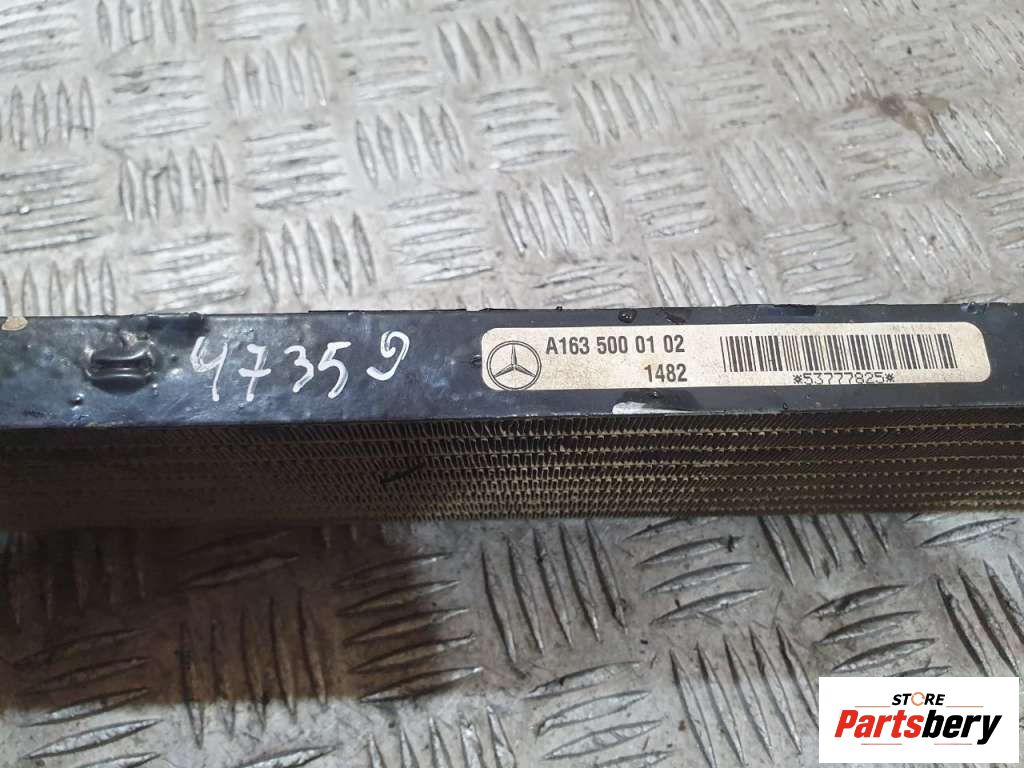 47359
A163 500 01 02
1482
*53777825*
STORE
Partsbery